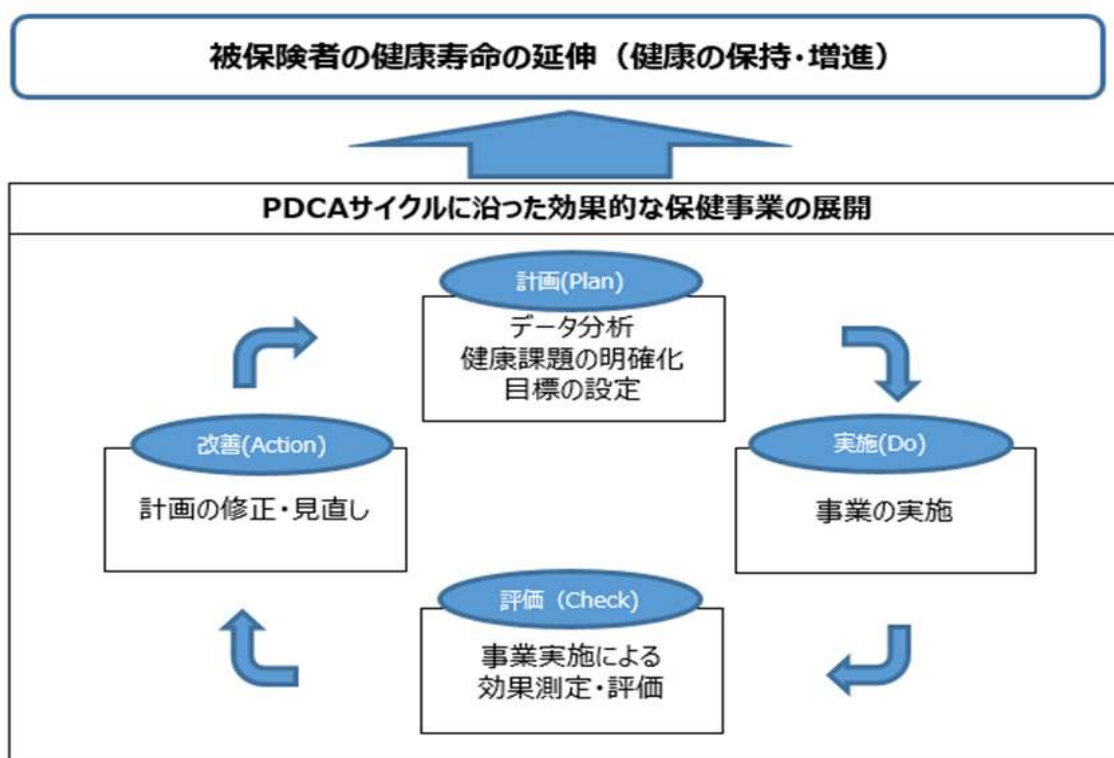 被保険者の健康寿命の延伸（健康の保持・増進）
PDCAサイクルに沿った効果的な保健事業の展開
計画(Plan)
データ分析
健康課題の明確化
目標の設定
実施(Do)
事業の実施
評価（Check)
事業実施による
効果測定・評価
改善(Action)
計画の修正・見直し